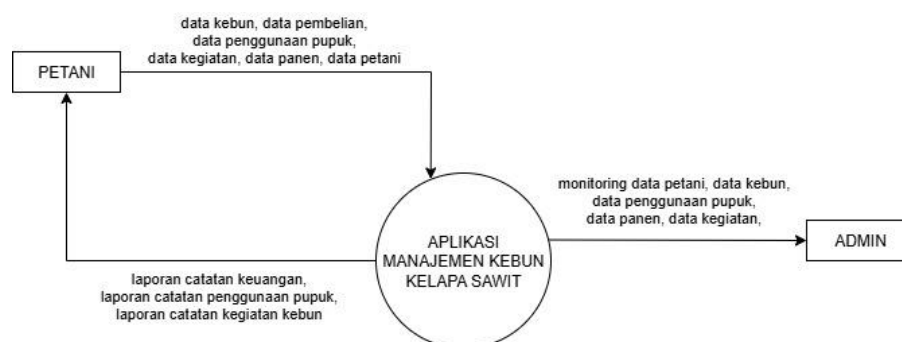 data kebun, data pembelian,
data penggunaan pupuk,
data kegiatan, data panen, data petani
PETANI
monitoring data petani, data kebun,
data penggunaan pupuk,
data panen, data kegiatan,
ADMIN
APLIKASI
MANAJEMEN KEBUN
KELAPA SAWIT
laporan catatan keuangan,
laporan catatan penggunaan pupuk,
laporan catatan kegiatan kebun